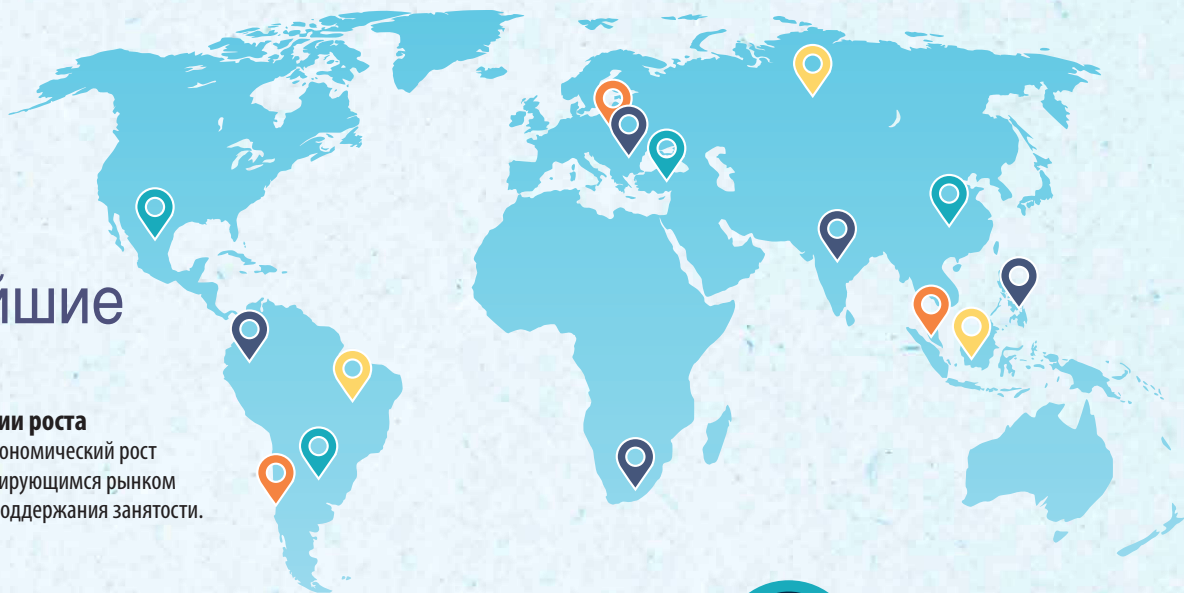 йшие
ии роста
ономический рост
ирующимся рынком
оддержания занятости.